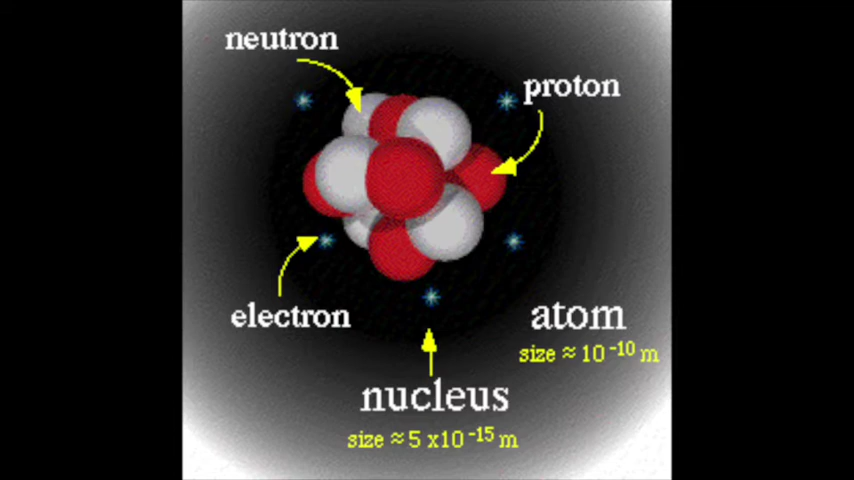 neutron
proton
electron
atom
size ≈ 10⁻¹⁰ m
nucleus
size ≈ 5 x10⁻¹⁵ m